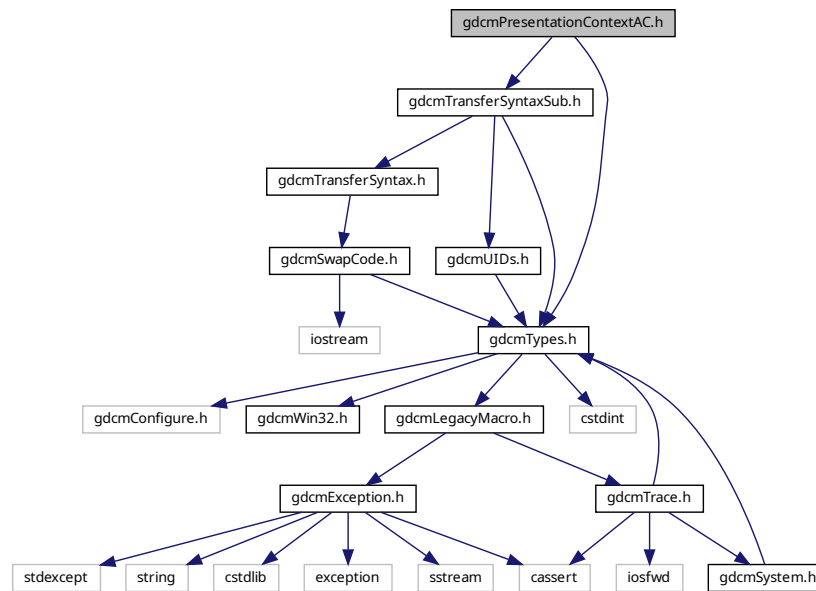 gdcmPresentationContextAC.h
gdcmTransferSyntaxSub.h
gdcmTransferSyntax.h
gdcmSwapCode.h
gdcmUIDs.h
iostream
gdcmTypes.h
gdcmConfigure.h
gdcmWin32.h
gdcmLegacyMacro.h
cstdint
gdcmException.h
gdcmTrace.h
stdexcept
string
cstdlib
exception
sstream
cassert
iosfwd
gdcmSystem.h